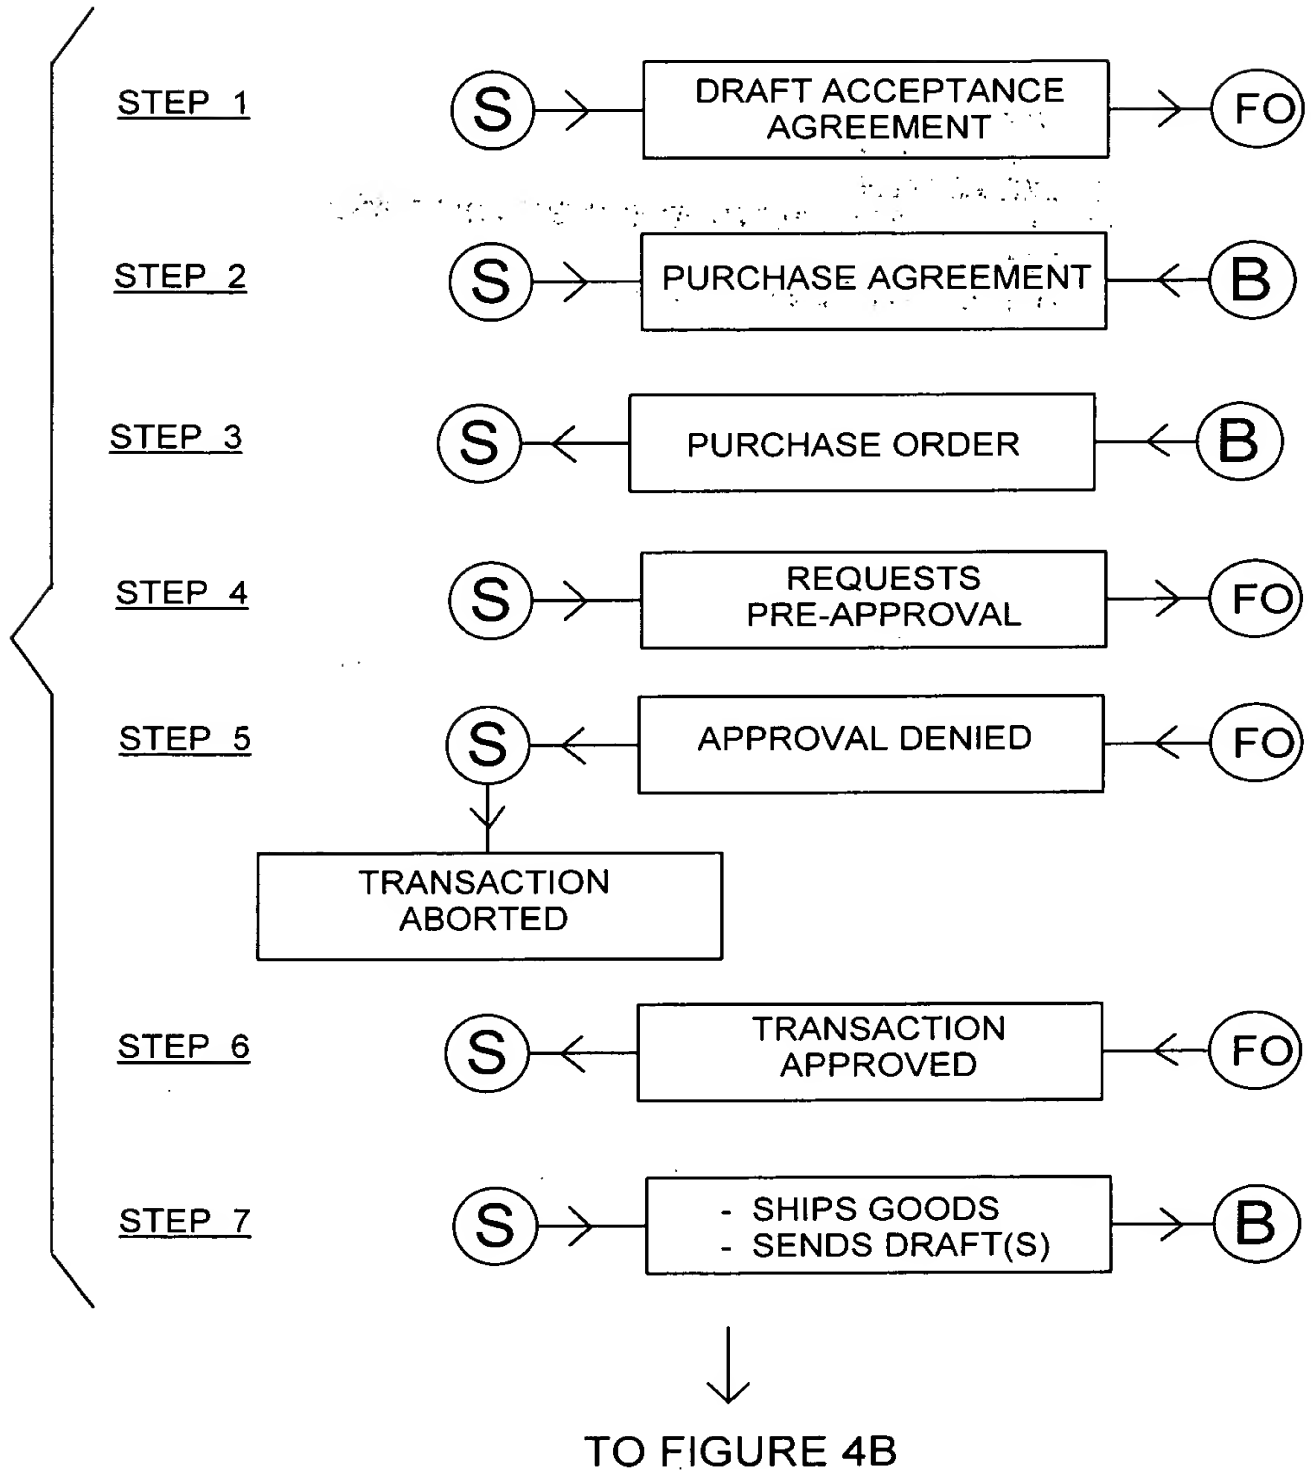 STEP 1
S
DRAFT ACCEPTANCE
AGREEMENT
FO
STEP 2
S
PURCHASE AGREEMENT
B
STEP 3
S
PURCHASE ORDER
B
STEP 4
S
REQUESTS
PRE-APPROVAL
FO
STEP 5
S
APPROVAL DENIED
FO
TRANSACTION
ABORTED
STEP 6
S
TRANSACTION
APPROVED
FO
STEP 7
S
- SHIPS GOODS
- SENDS DRAFT(S)
B
TO FIGURE 4B